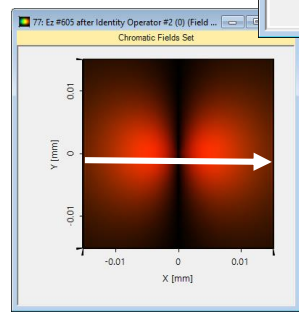 77: Ez #605 after Identity Operator #2 (0) (Field ...
Chromatic Fields Set
0.01
0
-0.01
Y [mm]
-0.01 0 0.01
X [mm]